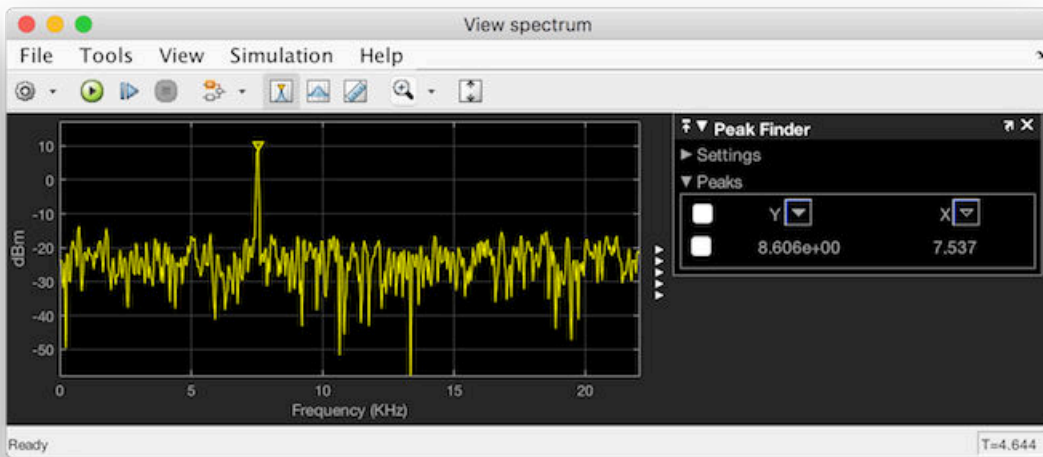 View spectrum
File Tools View Simulation Help
10
0
-10
-20
-30
-40
-50
dBm
0 5 10 15 20
Frequency (KHz)
Peak Finder
Settings
Peaks
Y X
8.606e+00 7.537
Ready T=4.644